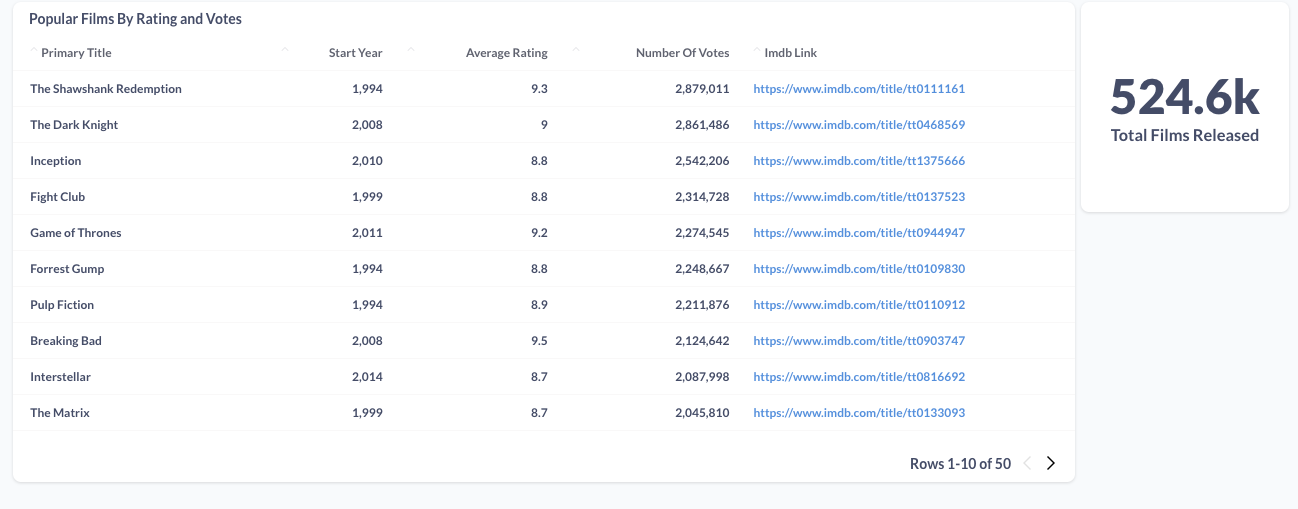 Popular Films By Rating and Votes
Primary Title Start Year Average Rating Number Of Votes Imdb Link
The Shawshank Redemption 1,994 9.3 2,879,011 https://www.imdb.com/title/tt0111161
The Dark Knight 2,008 9 2,861,486 https://www.imdb.com/title/tt0468569
Inception 2,010 8.8 2,542,206 https://www.imdb.com/title/tt1375666
Fight Club 1,999 8.8 2,314,728 https://www.imdb.com/title/tt0137523
Game of Thrones 2,011 9.2 2,274,545 https://www.imdb.com/title/tt0944947
Forrest Gump 1,994 8.8 2,248,667 https://www.imdb.com/title/tt0109830
Pulp Fiction 1,994 8.9 2,211,876 https://www.imdb.com/title/tt0110912
Breaking Bad 2,008 9.5 2,124,642 https://www.imdb.com/title/tt0903747
Interstellar 2,014 8.7 2,087,998 https://www.imdb.com/title/tt0816692
The Matrix 1,999 8.7 2,045,810 https://www.imdb.com/title/tt0133093
Rows 1-10 of 50
524.6k
Total Films Released